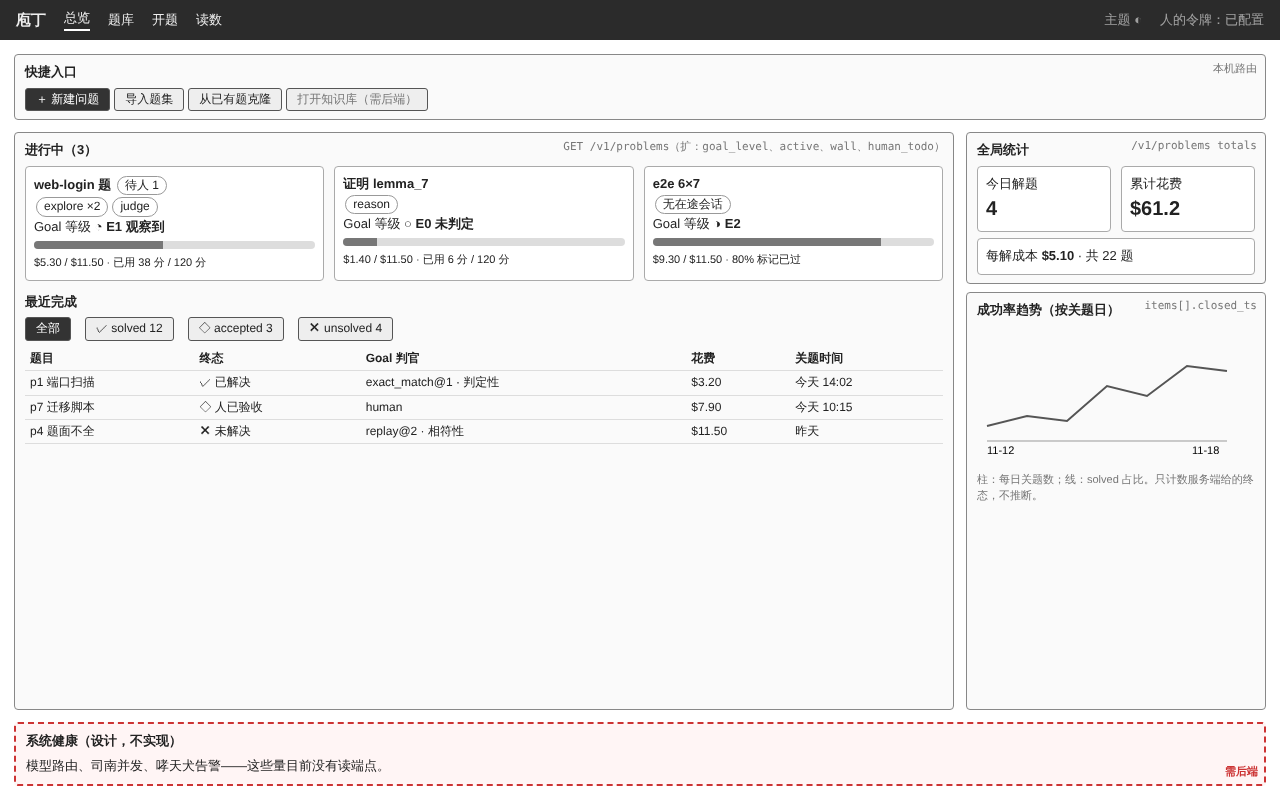 庖丁 总览 题库 开题 读数 主题 人的令牌：已配置
快捷入口 本机路由
＋ 新建问题 导入题集 从已有题克隆 打开知识库（需后端）
进行中（3） GET /v1/problems（扩：goal_level、active、wall、human_todo）
web-login 题 待人 1
explore ×2 judge
Goal 等级 E1 观察到
$5.30 / $11.50 · 已用 38 分 / 120 分
证明 lemma_7
reason
Goal 等级 ○ E0 未判定
$1.40 / $11.50 · 已用 6 分 / 120 分
e2e 6×7
无在途会话
Goal 等级 E2
$9.30 / $11.50 · 80% 标记已过
最近完成
全部 ✓ solved 12 ◇ accepted 3 ✕ unsolved 4
题目 终态 Goal 判官 花费 关题时间
p1 端口扫描 ✓ 已解决 exact_match@1 · 判定性 $3.20 今天 14:02
p7 迁移脚本 ◇ 人已验收 human $7.90 今天 10:15
p4 题面不全 ✕ 未解决 replay@2 · 相符性 $11.50 昨天
全局统计 /v1/problems totals
今日解题
4
累计花费
$61.2
每解成本 $5.10 · 共 22 题
成功率趋势（按关题日） items[].closed_ts
11-12 11-18
柱：每日关题数；线：solved 占比。只计数服务端给的终
态，不推断。
系统健康（设计，不实现）
模型路由、司南并发、哮天犬告警——这些量目前没有读端点。
需后端